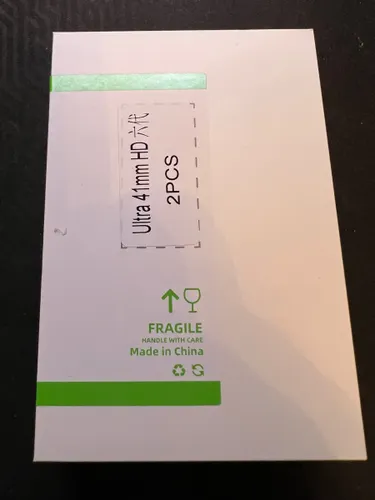 Ultra 41mm HD 六代
2PCS
FRAGILE
HANDLE WITH CARE
Made in China